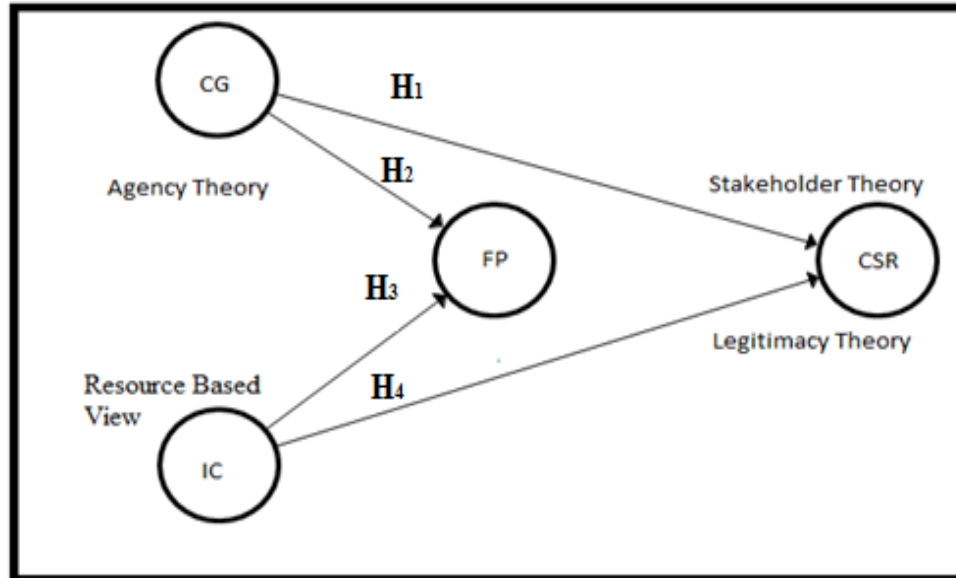 CG
H1
H2
Agency Theory
Stakeholder Theory
FP
CSR
H3
Legitimacy Theory
Resource Based
View
H4
IC